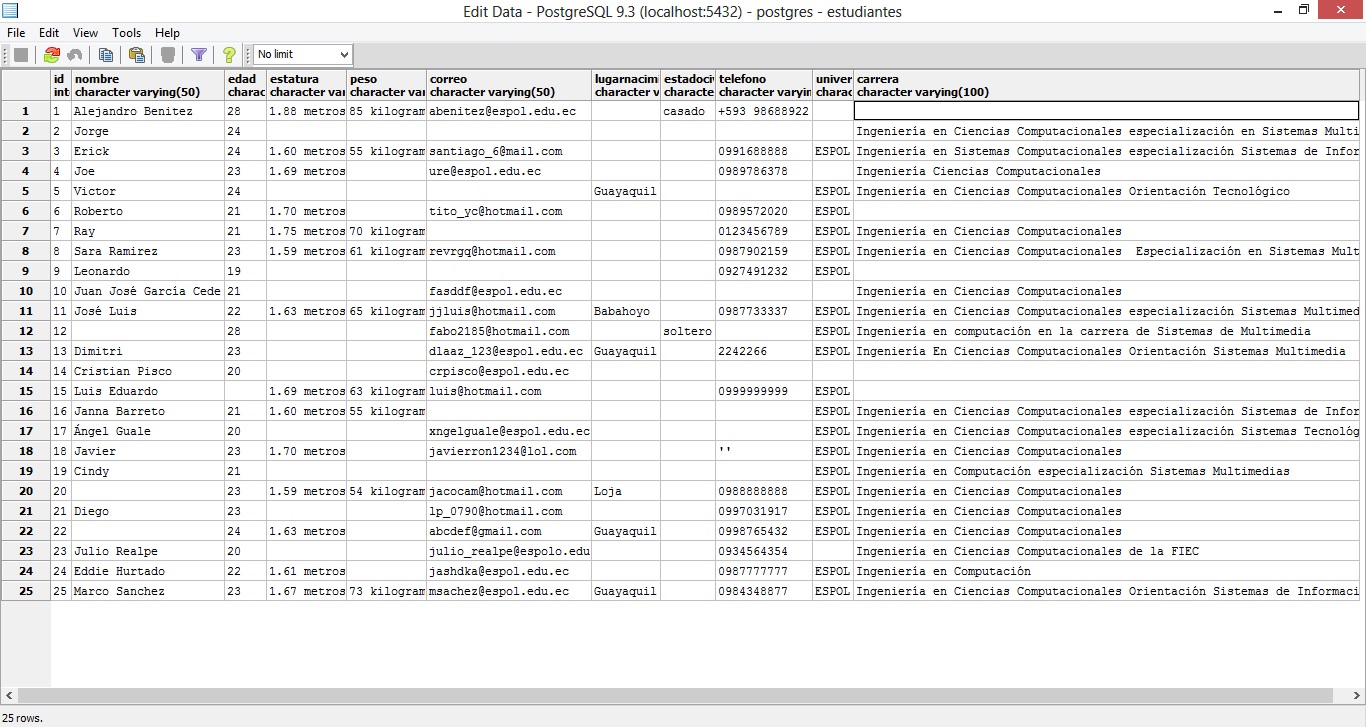 Edit Data - PostgreSQL 9.3 (localhost:5432) - postgres - estudiantes
File Edit View Tools Help
No limit
id nombre edad estatura peso correo lugarnacimi estadociv telefono univer carrera
int character varying(50) charac character var character var character varying(50) character v characte character varying charac character varying(100)
1 1 Alejandro Benitez 28 1.88 metros 85 kilogram abenitez@espol.edu.ec casado +593 98688922
2 2 Jorge 24 Ingeniería en Ciencias Computacionales especialización en Sistemas Multi
3 3 Erick 24 1.60 metros 55 kilogram santiago_6@mail.com 0991688888 ESPOL Ingeniería en Sistemas Computacionales especialización Sistemas de Infor
4 4 Joe 23 1.69 metros ure@espol.edu.ec 0989786378 Ingeniería Ciencias Computacionales
5 5 Victor 24 Guayaquil ESPOL Ingeniería en Ciencias Computacionales Orientación Tecnológico
6 6 Roberto 21 1.70 metros tito_yc@hotmail.com 0989572020 ESPOL
7 7 Ray 21 1.75 metros 70 kilogram 0123456789 ESPOL Ingeniería en Ciencias Computacionales
8 8 Sara Ramirez 23 1.59 metros 61 kilogram revrgq@hotmail.com 0987902159 ESPOL Ingeniería en Ciencias Computacionales Especialización en Sistemas Mult
9 9 Leonardo 19 0927491232 ESPOL
10 10 Juan José García Cede 21 fasddf@espol.edu.ec Ingeniería en Ciencias Computacionales
11 11 José Luis 22 1.63 metros 65 kilogram jjluis@hotmail.com Babahoyo 0987733337 ESPOL Ingeniería en Ciencias Computacionales especialización Sistemas Multimed
12 12 28 fabo2185@hotmail.com soltero ESPOL Ingeniería en computación en la carrera de Sistemas de Multimedia
13 13 Dimitri 23 dlaaz_123@espol.edu.ec Guayaquil 2242266 ESPOL Ingeniería En Ciencias Computacionales Orientación Sistemas Multimedia
14 14 Cristian Pisco 20 crpisco@espol.edu.ec
15 15 Luis Eduardo 1.69 metros 63 kilogram luis@hotmail.com 0999999999 ESPOL
16 16 Janna Barreto 21 1.60 metros 55 kilogram ESPOL Ingeniería en Ciencias Computacionales especialización Sistemas de Infor
17 17 Ángel Guale 20 xngelguale@espol.edu.ec ESPOL Ingeniería en Ciencias Computacionales especialización Sistemas Tecnológ
18 18 Javier 23 1.70 metros javierron1234@lol.com '' ESPOL Ingeniería en Ciencias Computacionales
19 19 Cindy 21 ESPOL Ingeniería en Computación especialización Sistemas Multimedias
20 20 23 1.59 metros 54 kilogram jacocam@hotmail.com Loja 0988888888 ESPOL Ingeniería en Ciencias Computacionales
21 21 Diego 23 lp_0790@hotmail.com 0997031917 ESPOL Ingeniería en Ciencias Computacionales
22 22 24 1.63 metros abcdef@gmail.com Guayaquil 0998765432 ESPOL Ingeniería en Ciencias Computacionales
23 23 Julio Realpe 20 julio_realpe@espolo.edu 0934564354 Ingeniería en Ciencias Computacionales de la FIEC
24 24 Eddie Hurtado 22 1.61 metros jashdka@espol.edu.ec 0987777777 ESPOL Ingeniería en Computación
25 25 Marco Sanchez 23 1.67 metros 73 kilogram msachez@espol.edu.ec Guayaquil 0984348877 ESPOL Ingeniería en Ciencias Computacionales Orientación Sistemas de Informaci
25 rows.